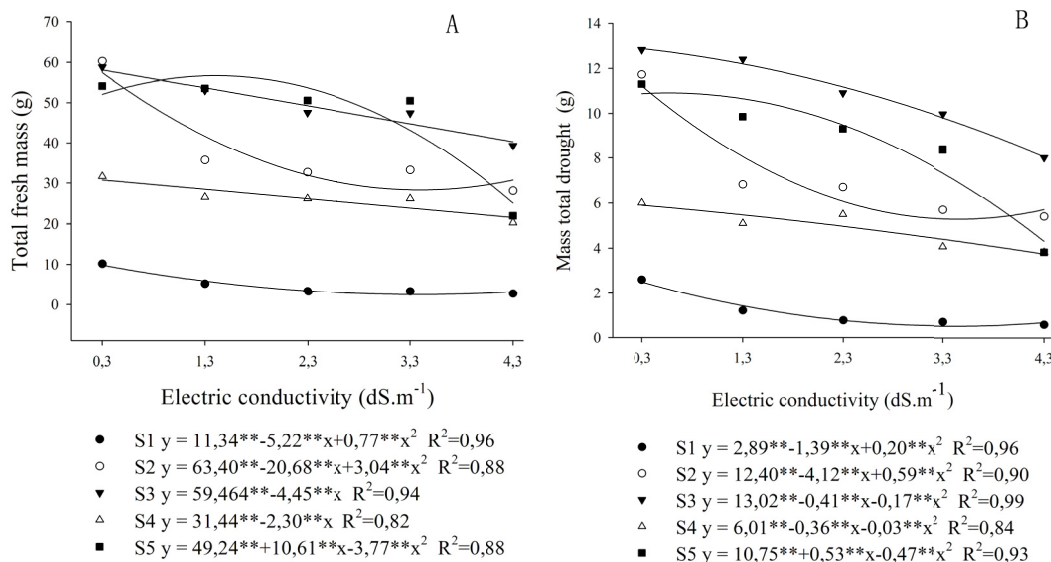 A
Total fresh mass (g)
70
60
50
40
30
20
10
0
0,3 1,3 2,3 3,3 4,3
Electric conductivity (dS.m⁻¹)
S1 y = 11,34**-5,22**x+0,77**x² R²=0,96
S2 y = 63,40**-20,68**x+3,04**x² R²=0,88
S3 y = 59,464**-4,45**x R²=0,94
S4 y = 31,44**-2,30**x R²=0,82
S5 y = 49,24**+10,61**x-3,77**x² R²=0,88
B
Mass total drought (g)
14
12
10
8
6
4
2
0
0,3 1,3 2,3 3,3 4,3
Electric conductivity (dS.m⁻¹)
S1 y = 2,89**-1,39**x+0,20**x² R²=0,96
S2 y = 12,40**-4,12**x+0,59**x² R²=0,90
S3 y = 13,02**-0,41**x-0,17**x² R²=0,99
S4 y = 6,01**-0,36**x-0,03**x² R²=0,84
S5 y = 10,75**+0,53**x-0,47**x² R²=0,93